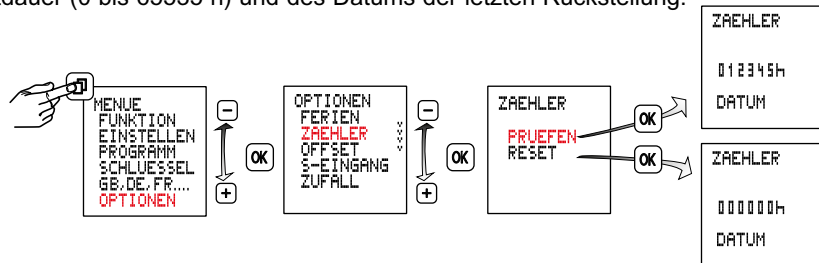 tdauer (0 bis 65535 h) und des Datums der letzten Rückstellung.
MENUE
FUNKTION
EINSTELLEN
PROGRAMM
SCHLUESSEL
GB,DE,FR....
OPTIONEN
−
+
OK
OPTIONEN
FERIEN
ZAEHLER
OFFSET
S-EINGANG
ZUFALL
−
+
OK
ZAEHLER
PRUEFEN
RESET
OK
OK
ZAEHLER
012345h
DATUM
ZAEHLER
000000h
DATUM